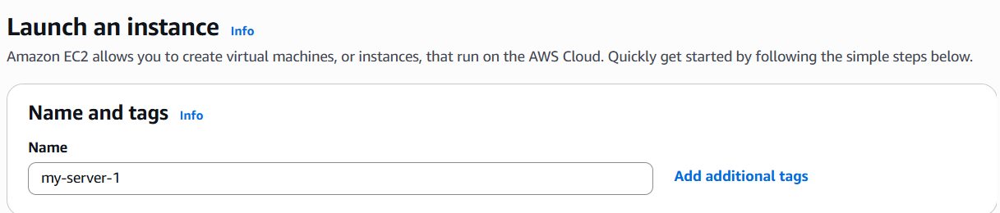 Launch an instance Info
Amazon EC2 allows you to create virtual machines, or instances, that run on the AWS Cloud. Quickly get started by following the simple steps below.
Name and tags Info
Name
my-server-1 Add additional tags